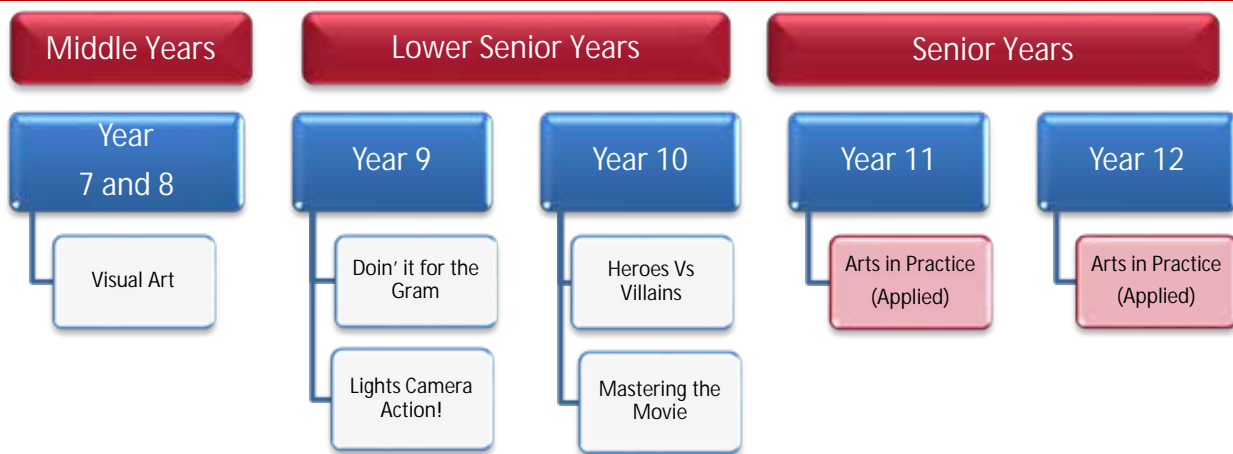 Middle Years
Lower Senior Years
Senior Years
Year
7 and 8
Year 9
Year 10
Year 11
Year 12
Visual Art
Doin' it for the
Gram
Heroes Vs
Villains
Arts in Practice
(Applied)
Arts in Practice
(Applied)
Lights Camera
Action!
Mastering the
Movie